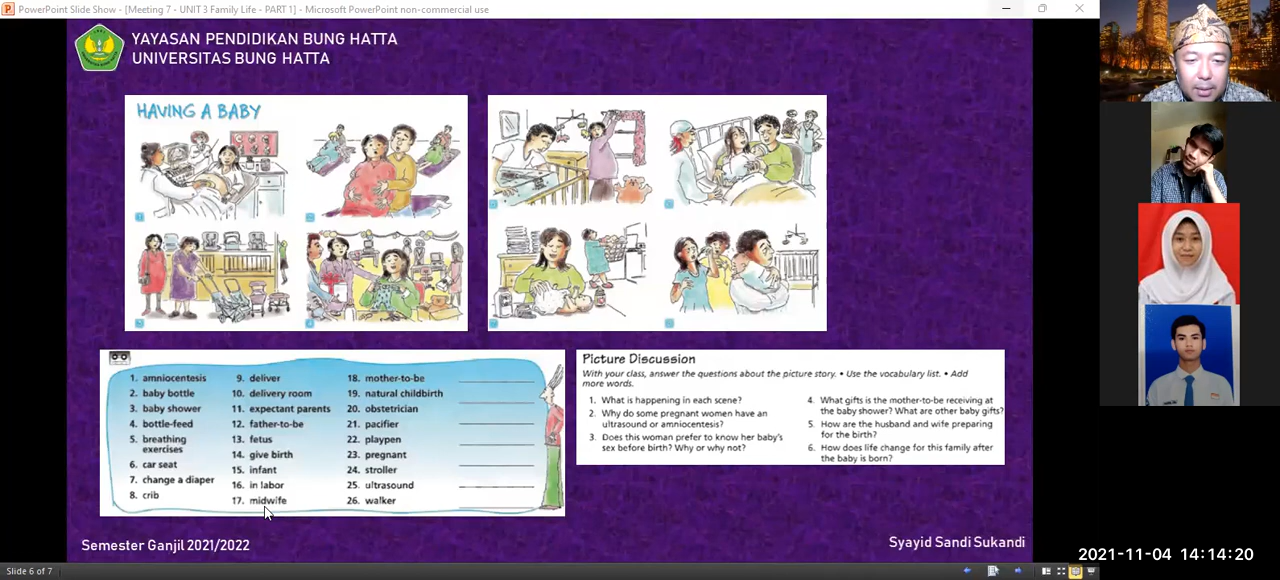 PowerPoint Slide Show - [Meeting 7 - UNIT 3 Family Life - PART 1] - Microsoft PowerPoint non-commercial use
YAYASAN PENDIDIKAN BUNG HATTA
UNIVERSITAS BUNG HATTA
HAVING A BABY
1. amniocentesis
2. baby bottle
3. baby shower
4. bottle-feed
5. breathing
exercises
6. car seat
7. change a diaper
8. crib
9. deliver
10. delivery room
11. expectant parents
12. father-to-be
13. fetus
14. give birth
15. infant
16. in labor
17. midwife
18. mother-to-be
19. natural childbirth
20. obstetrician
21. pacifier
22. playpen
23. pregnant
24. stroller
25. ultrasound
26. walker
Picture Discussion
With your class, answer the questions about the picture story. • Use the vocabulary list. • Add
more words.
1. What is happening in each scene?
2. Why do some pregnant women have an
ultrasound or amniocentesis?
3. Does this woman prefer to know her baby's
sex before birth? Why or why not?
4. What gifts is the mother-to-be receiving at
the baby shower? What are other baby gifts?
5. How are the husband and wife preparing
for the birth?
6. How does life change for this family after
the baby is born?
Semester Ganjil 2021/2022
Syayid Sandi Sukandi
2021-11-04 14:14:20
Slide 6 of 7